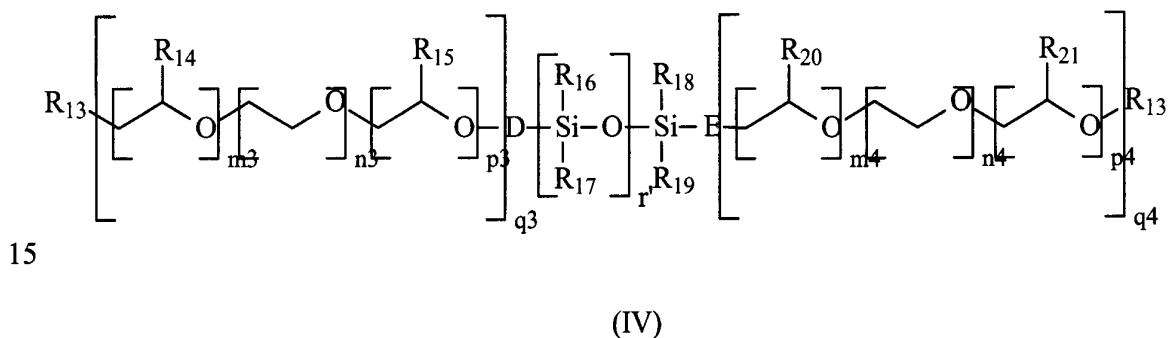 R14 R15 R16 R18 R20 R21
R13 O O O D Si O Si E O O O R13
m3 n3 p3 R17 r' R19 m4 n4 p4
q3 q4
15
(IV)